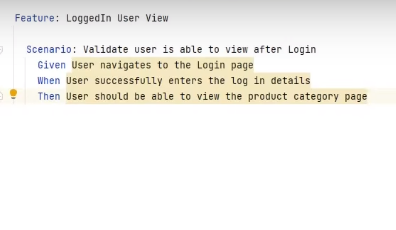 Feature: LoggedIn User View
Scenario: Validate user is able to view after Login
Given User navigates to the Login page
When User successfully enters the log in details
Then User should be able to view the product category page